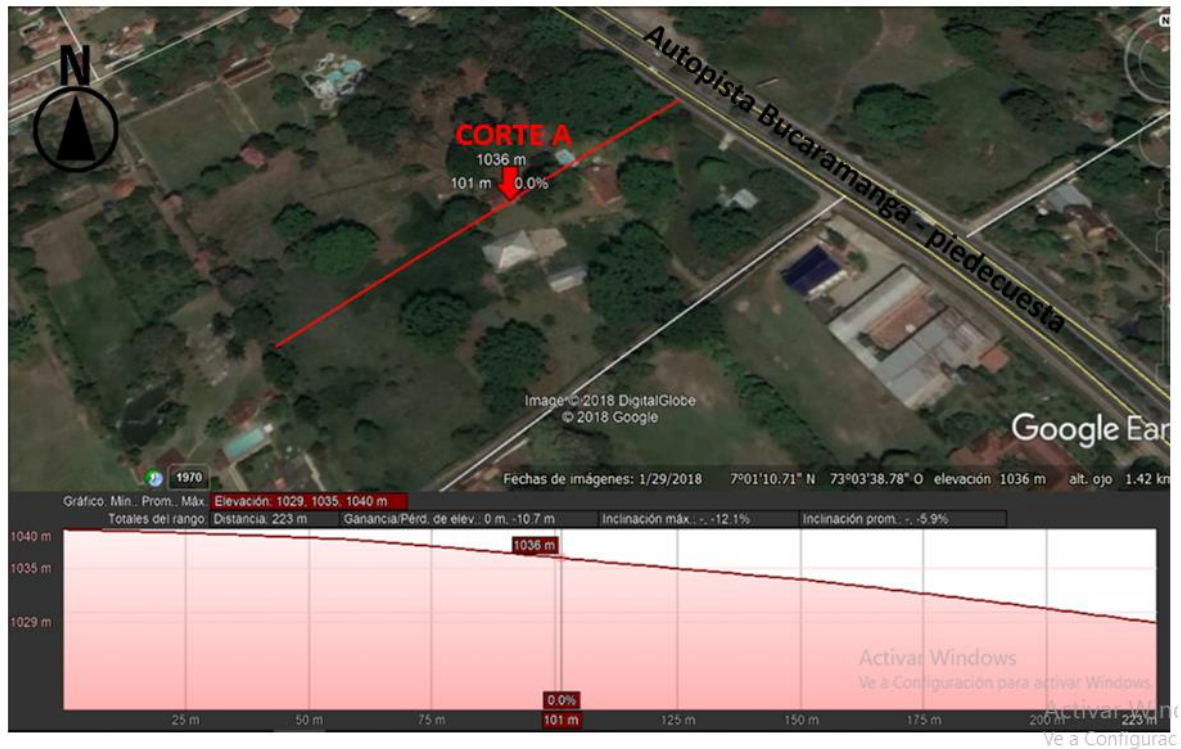 N
N
Autopista Bucaramanga - piedecuesta
CORTE A
1036 m
101 m 0.0%
Image © 2018 DigitalGlobe
© 2018 Google
Google Ear
1970
Fechas de imágenes: 1/29/2018 7°01'10.71" N 73°03'38.78" O elevación 1036 m alt. ojo 1.42 km
Gráfico: Mín., Prom., Máx. Elevación: 1029, 1035, 1040 m
Totales del rango: Distancia: 223 m Ganancia/Pérd. de elev.: 0 m, -10.7 m Inclinación máx.: -, -12.1% Inclinación prom.: -, -5.9%
1040 m
1036 m
1035 m
1029 m
Activar Windows
Ve a Configuración para activar Windows
0.0%
25 m 50 m 75 m 101 m 125 m 150 m 175 m 200 m 223 m
Activar Wind
Ve a Configurac